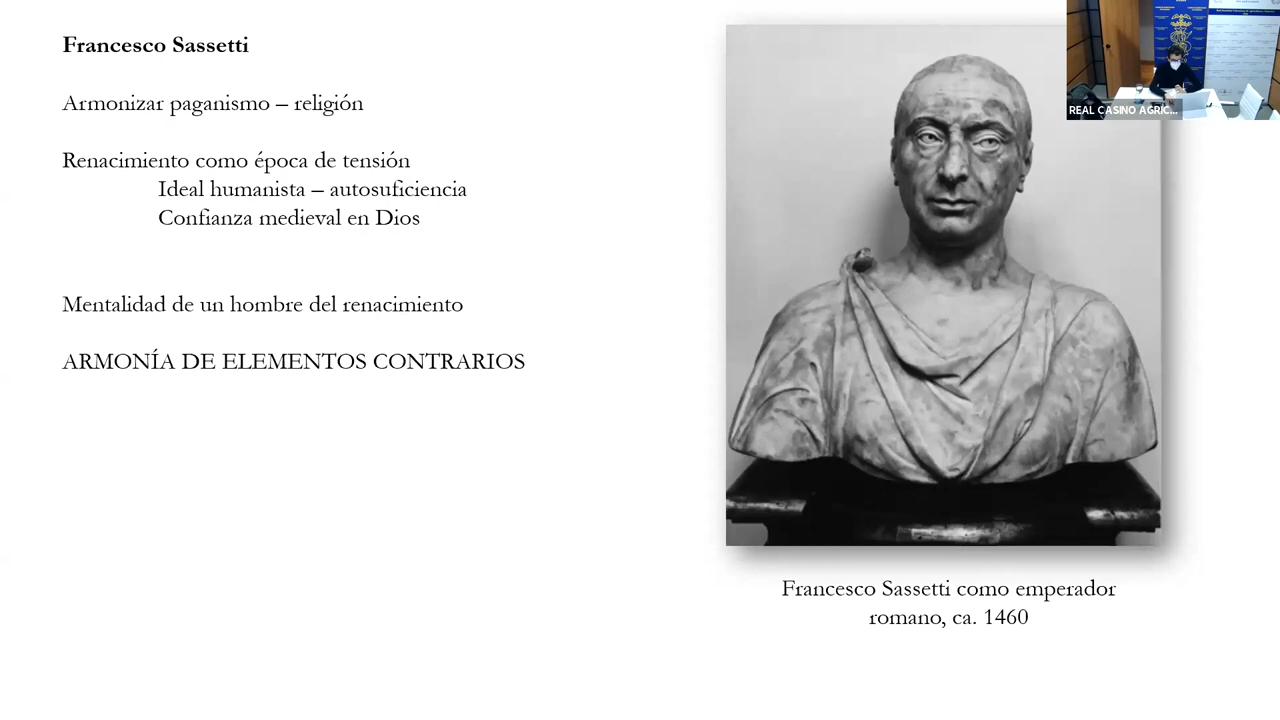 Francesco Sassetti
Armonizar paganismo – religión
Renacimiento como época de tensión
Ideal humanista – autosuficiencia
Confianza medieval en Dios
Mentalidad de un hombre del renacimiento
ARMONÍA DE ELEMENTOS CONTRARIOS
Francesco Sassetti como emperador
romano, ca. 1460
REAL CASINO AGRÍC...